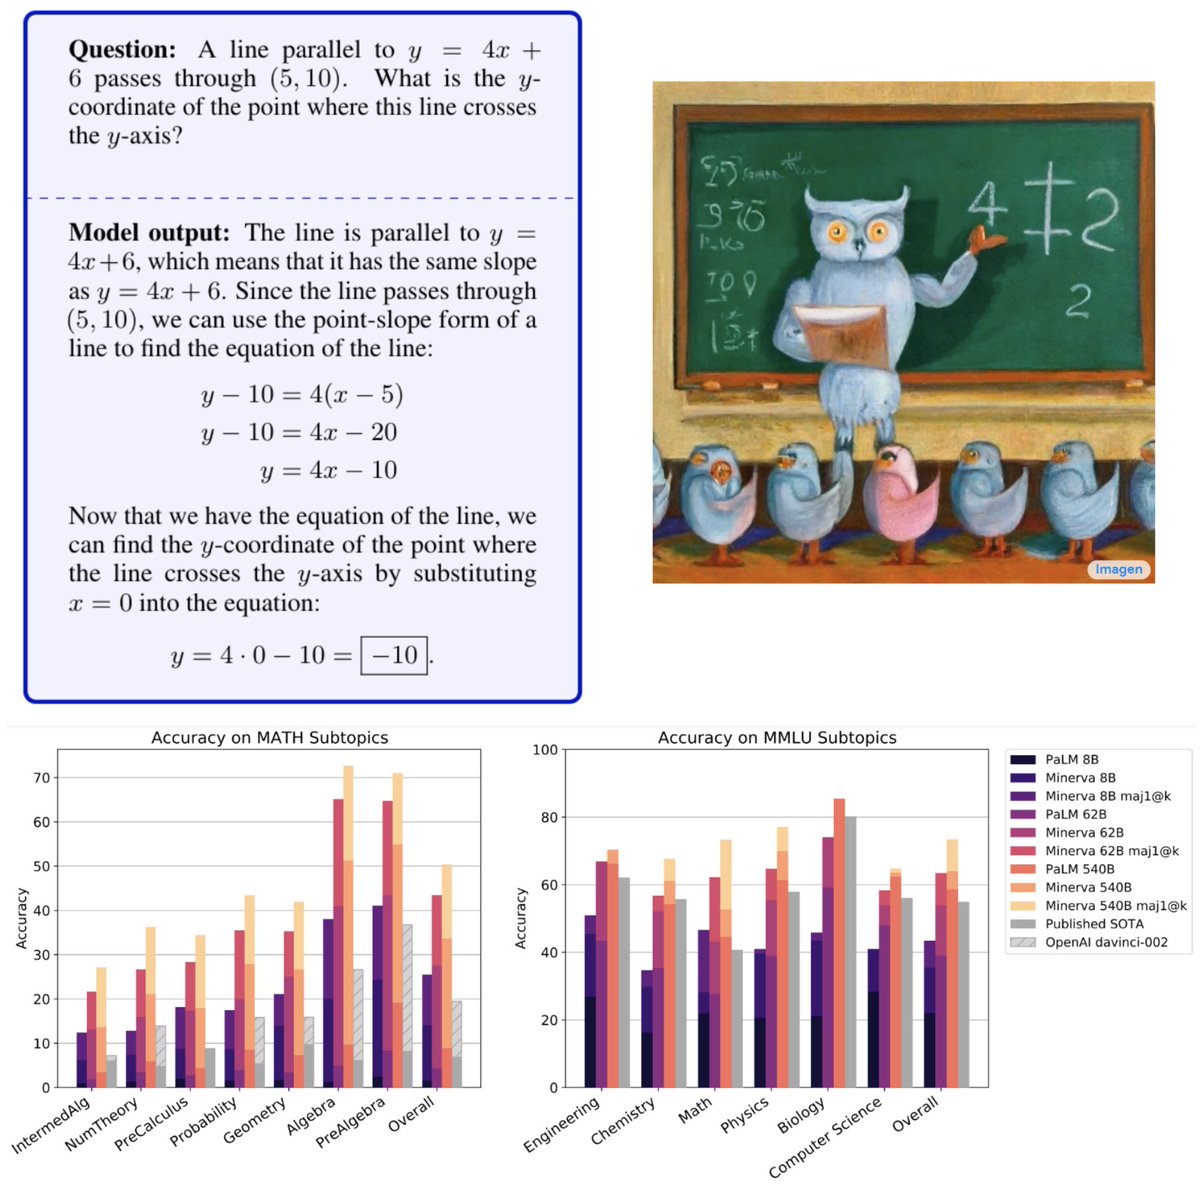 Question: A line parallel to y = 4x +
6 passes through (5, 10). What is the y-
coordinate of the point where this line crosses
the y-axis?
Model output: The line is parallel to y =
4x + 6, which means that it has the same slope
as y = 4x + 6. Since the line passes through
(5, 10), we can use the point-slope form of a
line to find the equation of the line:
y − 10 = 4(x − 5)
y − 10 = 4x − 20
y = 4x − 10
Now that we have the equation of the line, we
can find the y-coordinate of the point where
the line crosses the y-axis by substituting
x = 0 into the equation:
y = 4 · 0 − 10 = −10.
4 ‡ 2
2
Imagen
Accuracy on MATH Subtopics
Accuracy
70
60
50
40
30
20
10
0
IntermedAlg
NumTheory
PreCalculus
Probability
Geometry
Algebra
PreAlgebra
Overall
Accuracy on MMLU Subtopics
Accuracy
100
80
60
40
20
0
Engineering
Chemistry
Math
Physics
Biology
Computer Science
Overall
PaLM 8B
Minerva 8B
Minerva 8B maj1@k
PaLM 62B
Minerva 62B
Minerva 62B maj1@k
PaLM 540B
Minerva 540B
Minerva 540B maj1@k
Published SOTA
OpenAI davinci-002